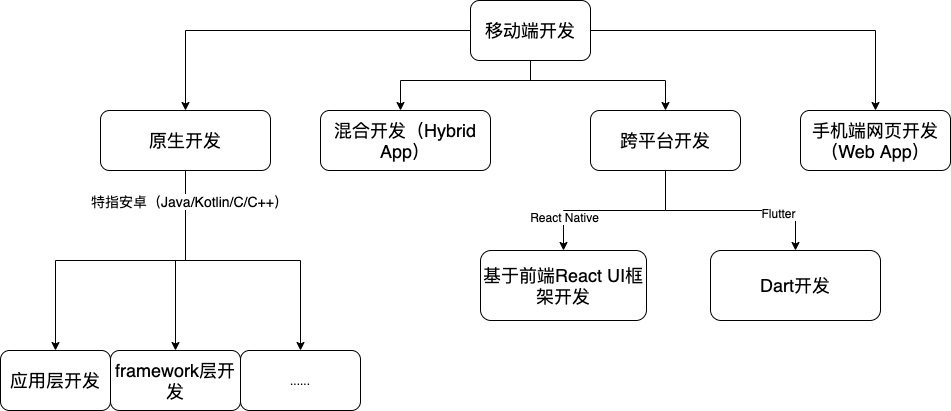 移动端开发
原生开发
混合开发（Hybrid
App）
跨平台开发
手机端网页开发
（Web App）
特指安卓（Java/Kotlin/C/C++）
React Native
Flutter
基于前端React UI框
架开发
Dart开发
应用层开发
framework层开
发
......